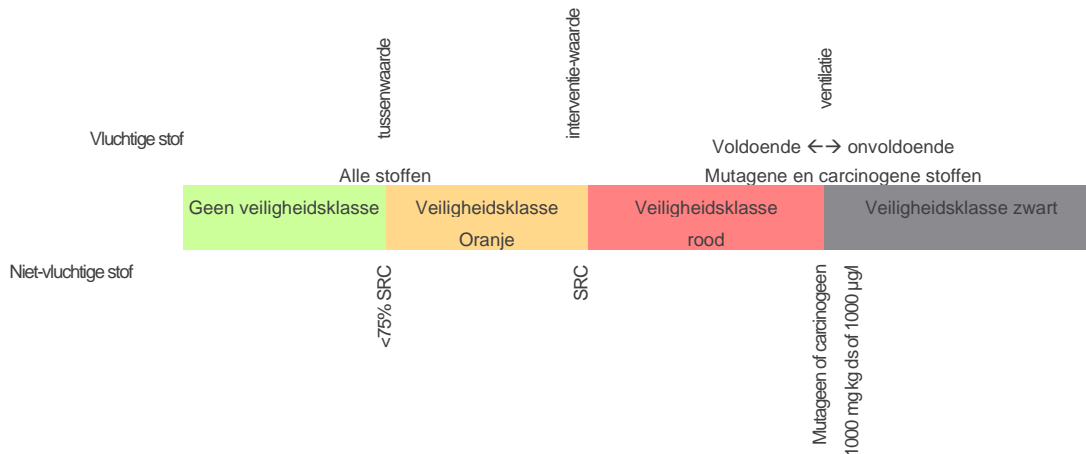 tussenwaarde
interventie-waarde
ventilatie
Vluchtige stof
Voldoende ←→ onvoldoende
Alle stoffen
Mutagene en carcinogene stoffen
Geen veiligheidsklasse
Veiligheidsklasse
Oranje
Veiligheidsklasse
rood
Veiligheidsklasse zwart
Niet-vluchtige stof
<75% SRC
SRC
Mutageen of carcinogeen
1000 mg kg ds of 1000 µg/l